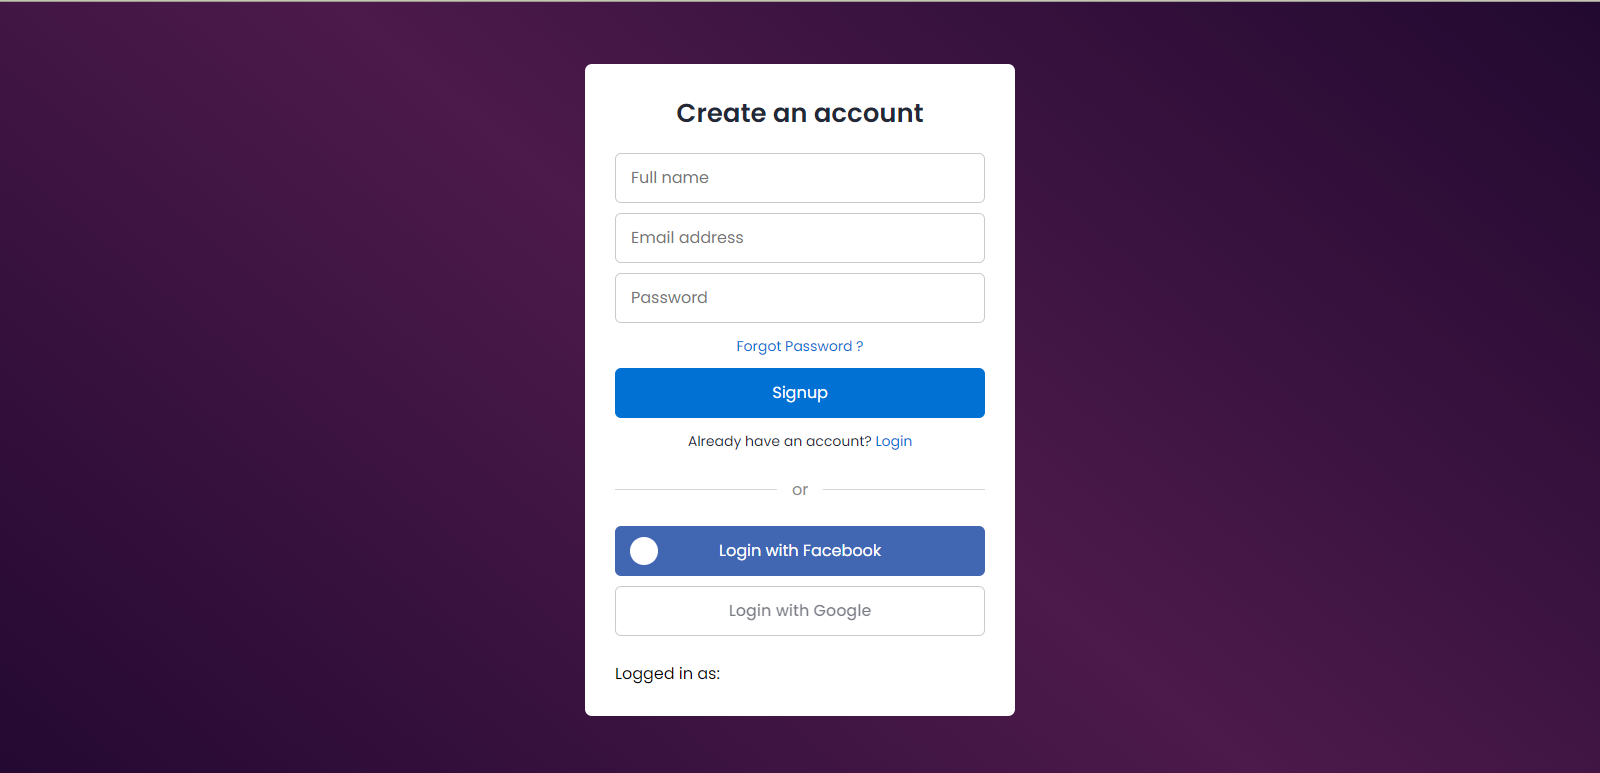 Create an account
Full name
Email address
Password
Forgot Password ?
Signup
Already have an account? Login
or
Login with Facebook
Login with Google
Logged in as: